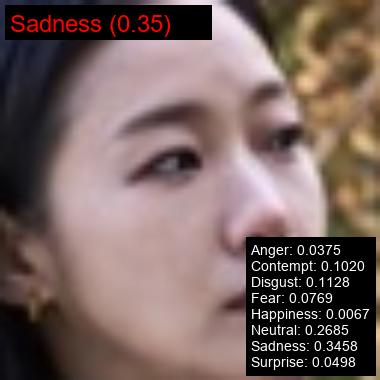 Sadness (0.35)
Anger: 0.0375
Contempt: 0.1020
Disgust: 0.1128
Fear: 0.0769
Happiness: 0.0067
Neutral: 0.2685
Sadness: 0.3458
Surprise: 0.0498